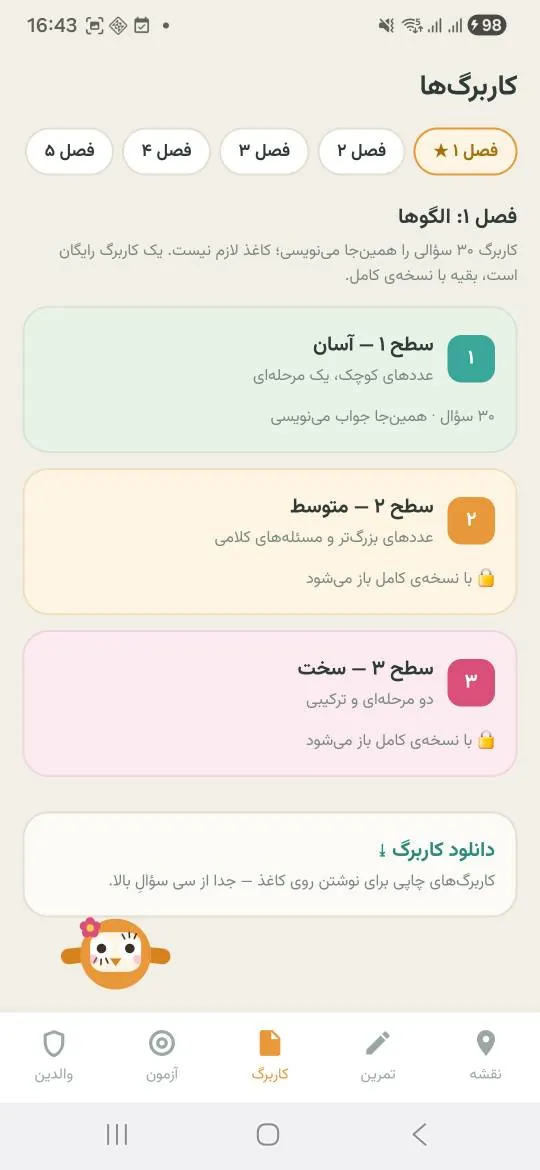 16:43
98
کاربرگ‌ها
فصل ۱ ★
فصل ۲
فصل ۳
فصل ۴
فصل ۵
فصل ۱: الگوها
کاربرگ ۳۰ سؤالی را همین‌جا می‌نویسی؛ کاغذ لازم نیست. یک کاربرگ رایگان
است، بقیه با نسخه‌ی کامل.
۱
سطح ۱ — آسان
عددهای کوچک، یک مرحله‌ای
۳۰ سؤال · همین‌جا جواب می‌نویسی
۲
سطح ۲ — متوسط
عددهای بزرگ‌تر و مسئله‌های کلامی
🔒 با نسخه‌ی کامل باز می‌شود
۳
سطح ۳ — سخت
دو مرحله‌ای و ترکیبی
🔒 با نسخه‌ی کامل باز می‌شود
دانلود کاربرگ ⤓
کاربرگ‌های چاپی برای نوشتن روی کاغذ — جدا از سی سؤالِ بالا.
نقشه
تمرین
کاربرگ
آزمون
والدین